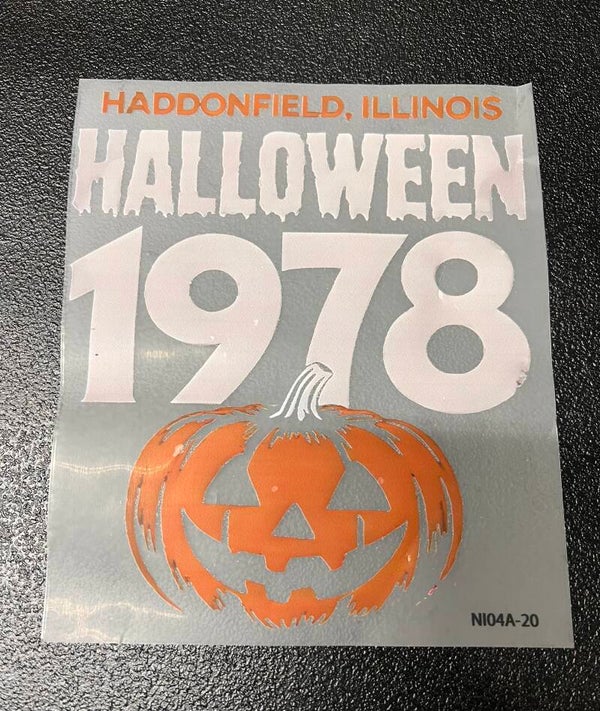 HADDONFIELD, ILLINOIS
HALLOWEEN
1978
NI04A-20